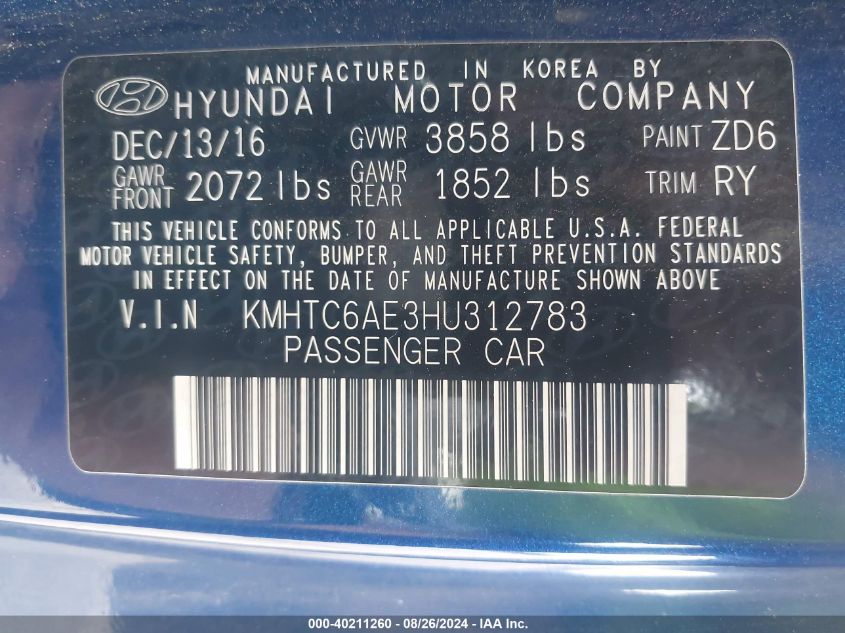 MANUFACTURED IN KOREA BY
HYUNDAI MOTOR COMPANY
DEC/13/16 GVWR 3858 lbs PAINT ZD6
GAWR FRONT 2072 lbs GAWR REAR 1852 lbs TRIM RY
THIS VEHICLE CONFORMS TO ALL APPLICABLE U.S.A. FEDERAL
MOTOR VEHICLE SAFETY, BUMPER, AND THEFT PREVENTION STANDARDS
IN EFFECT ON THE DATE OF MANUFACTURE SHOWN ABOVE
V.I.N KMHTC6AE3HU312783
PASSENGER CAR
000-40211260 - 08/26/2024 - IAA Inc.